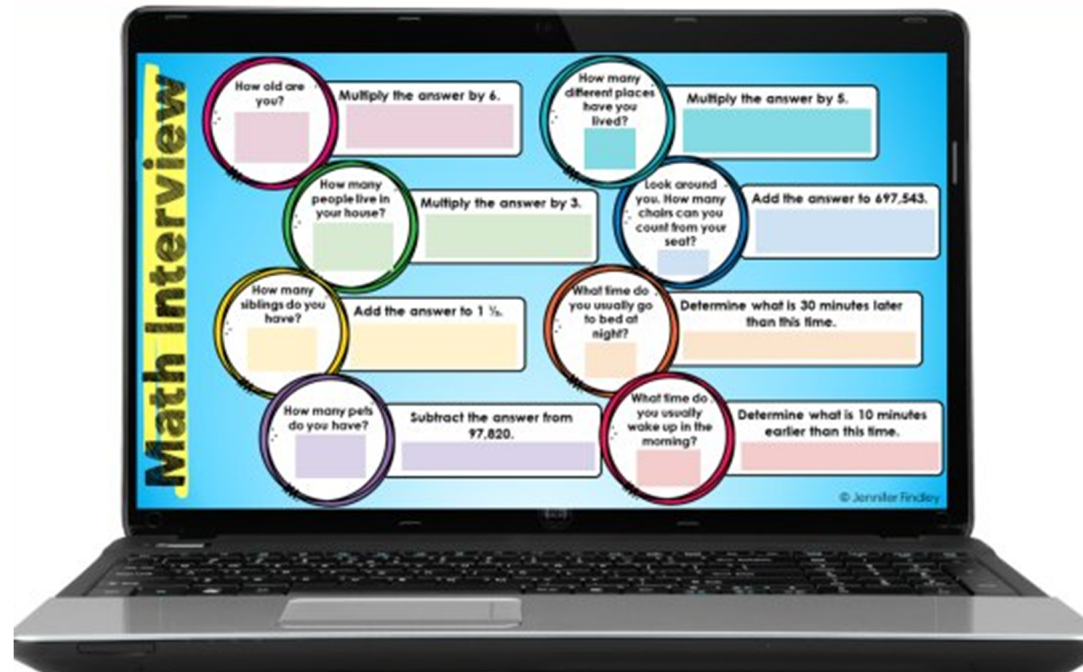 Math Interview
How old are
you?
Multiply the answer by 6.
How many
people live in
your house?
Multiply the answer by 3.
How many
siblings do you
have?
Add the answer to 1 ½.
How many pets
do you have?
Subtract the answer from
97,820.
How many
different places
have you
lived?
Multiply the answer by 5.
Look around
you. How many
chairs can you
count from your
seat?
Add the answer to 697,543.
What time do
you usually go
to bed at
night?
Determine what is 30 minutes later
than this time.
What time do
you usually
wake up in the
morning?
Determine what is 10 minutes
earlier than this time.
© Jennifer Findley